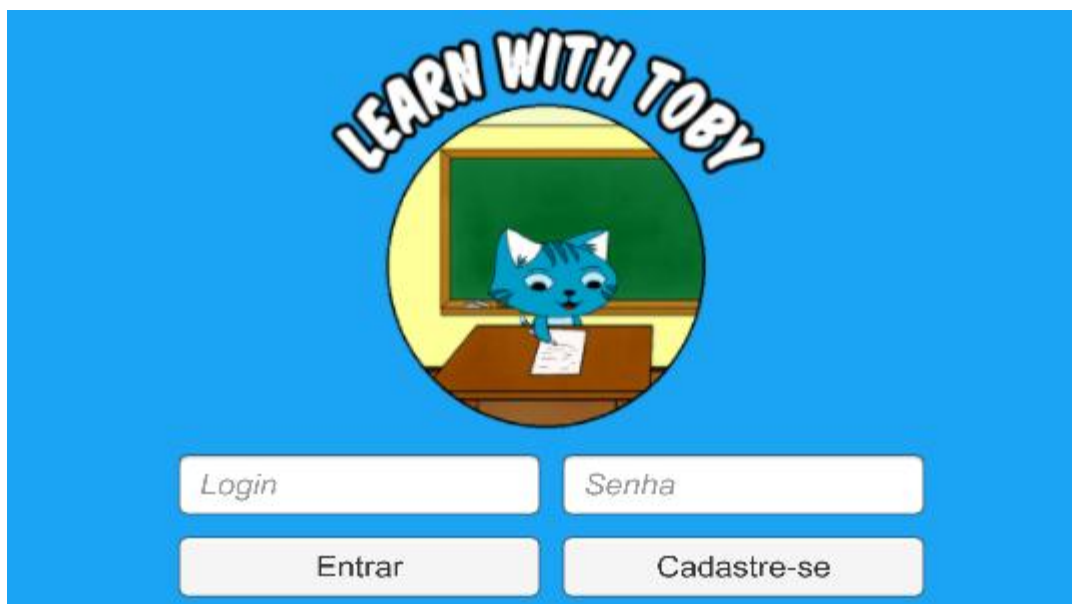 LEARN WITH TOBY
Login
Senha
Entrar
Cadastre-se